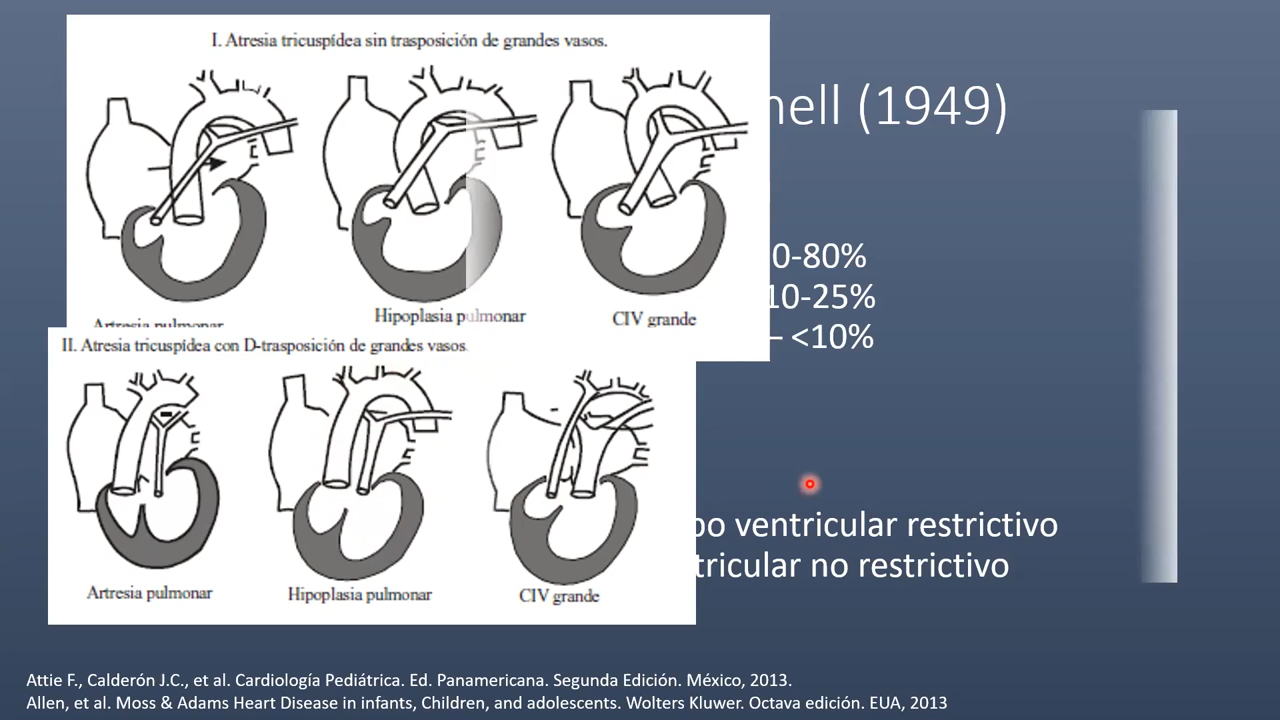 I. Atresia tricuspídea sin trasposición de grandes vasos.
nell (1949)
0-80%
10-25%
– <10%
Artresia pulmonar
Hipoplasia pulmonar
CIV grande
II. Atresia tricuspídea con D-trasposición de grandes vasos
po ventricular restrictivo
tricular no restrictivo
Artresia pulmonar
Hipoplasia pulmonar
CIV grande
Attie F., Calderón J.C., et al. Cardiología Pediátrica. Ed. Panamericana. Segunda Edición. México, 2013.
Allen, et al. Moss & Adams Heart Disease in infants, Children, and adolescents. Wolters Kluwer. Octava edición. EUA, 2013